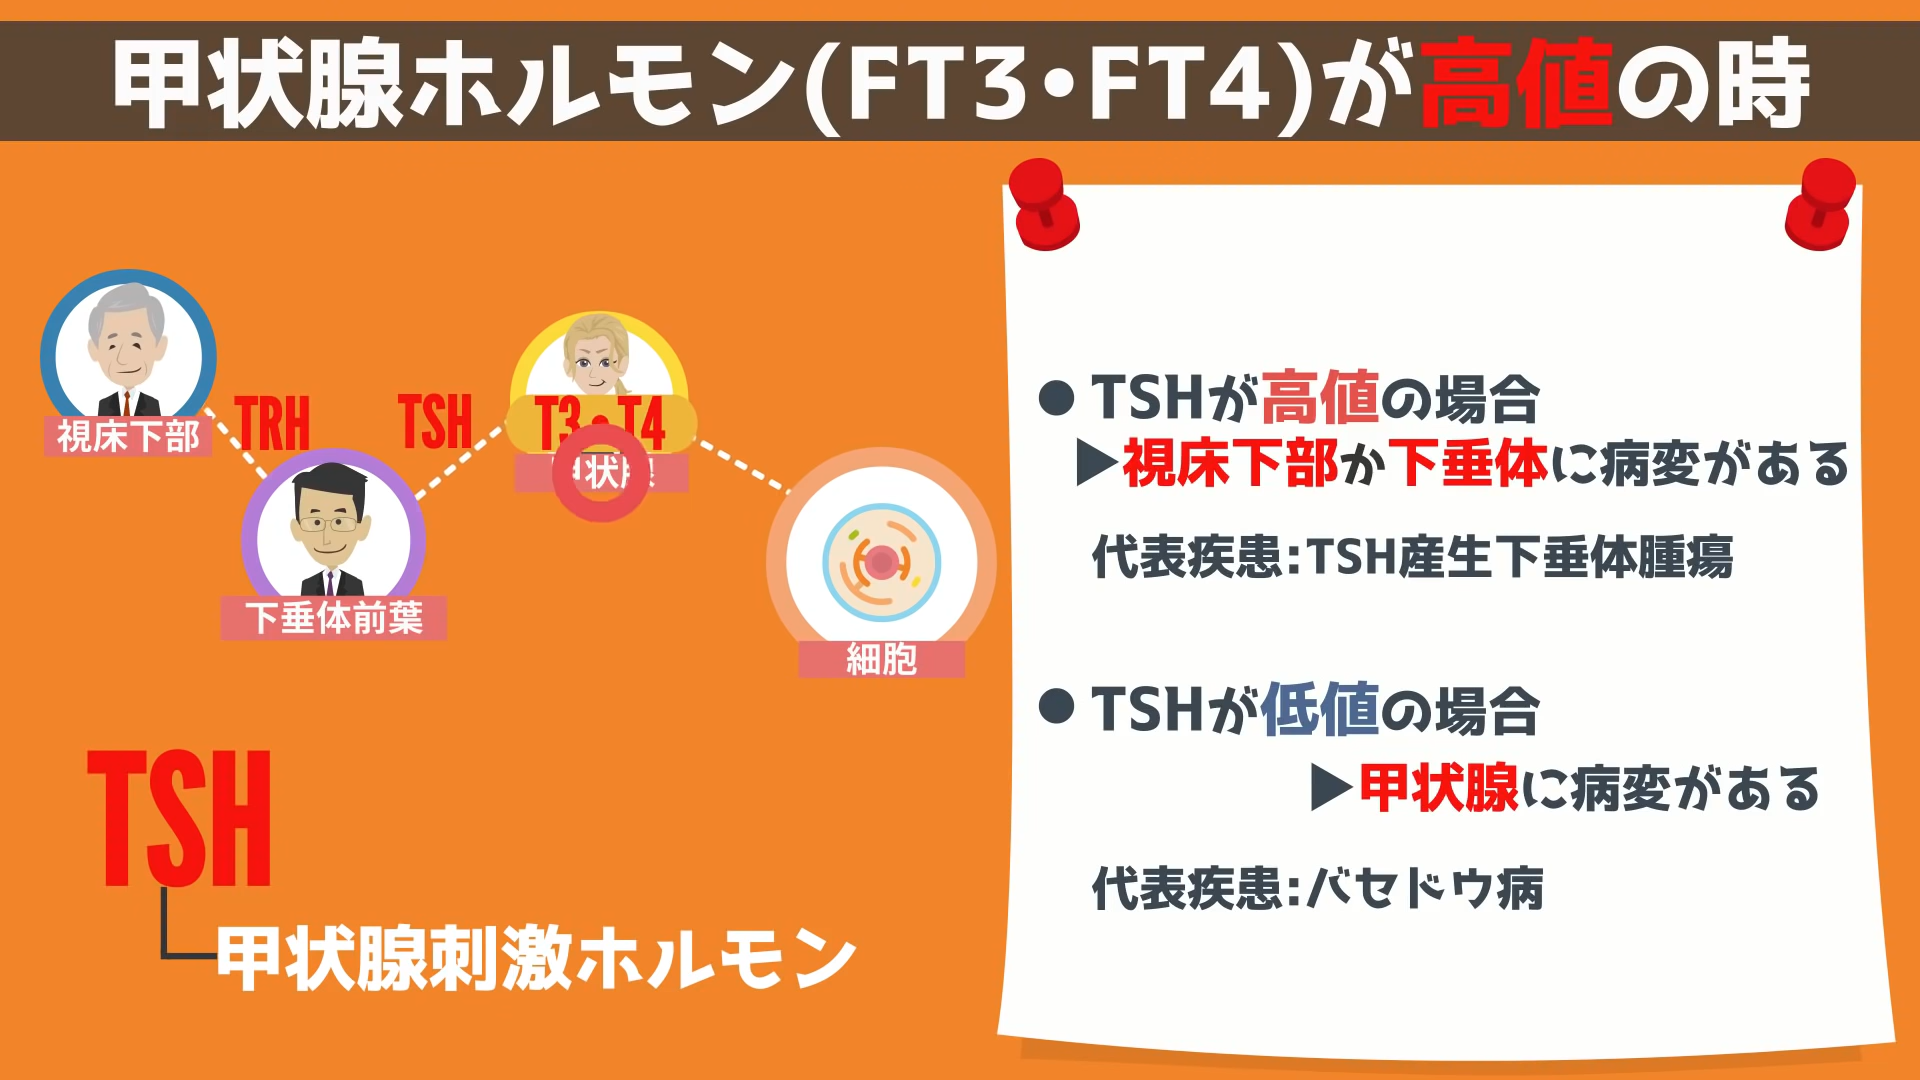 甲状腺ホルモン(FT3・FT4)が高値の時
視床下部
TRH
TSH
T3・T4
甲状腺
下垂体前葉
細胞
TSH
甲状腺刺激ホルモン
●TSHが高値の場合
▶視床下部か下垂体に病変がある
代表疾患:TSH産生下垂体腫瘍
●TSHが低値の場合
▶甲状腺に病変がある
代表疾患:バセドウ病